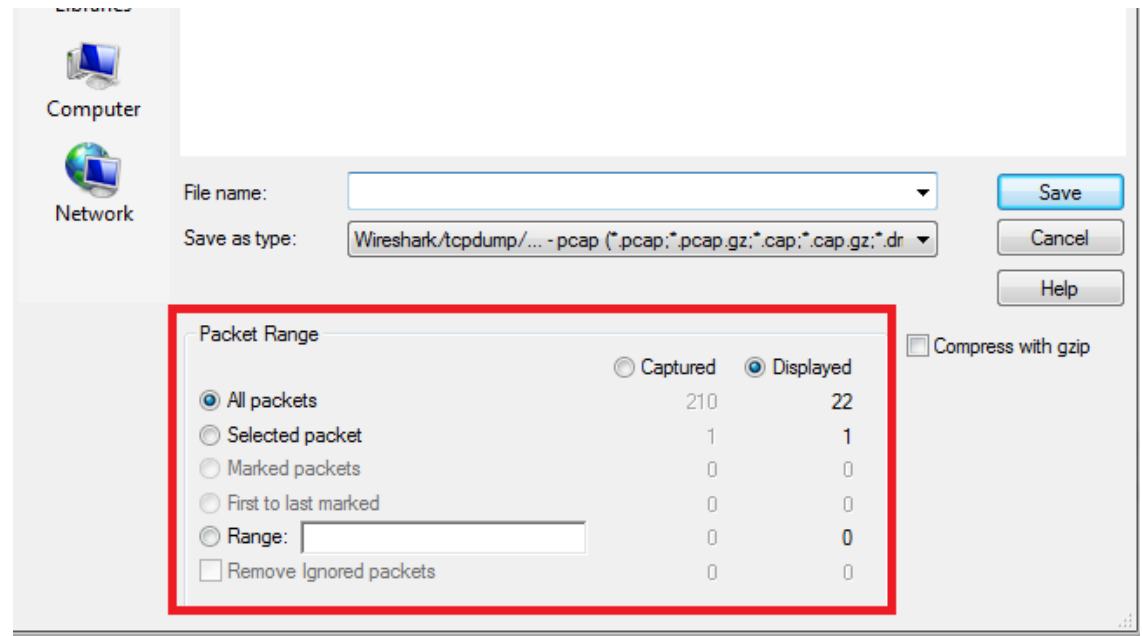 Libraries
Computer
Network
File name:
Save
Save as type: Wireshark/tcpdump/... - pcap (*.pcap;*.pcap.gz;*.cap;*.cap.gz;*.dr
Cancel
Help
Packet Range
Compress with gzip
Captured Displayed
All packets 210 22
Selected packet 1 1
Marked packets 0 0
First to last marked 0 0
Range: 0 0
Remove Ignored packets 0 0